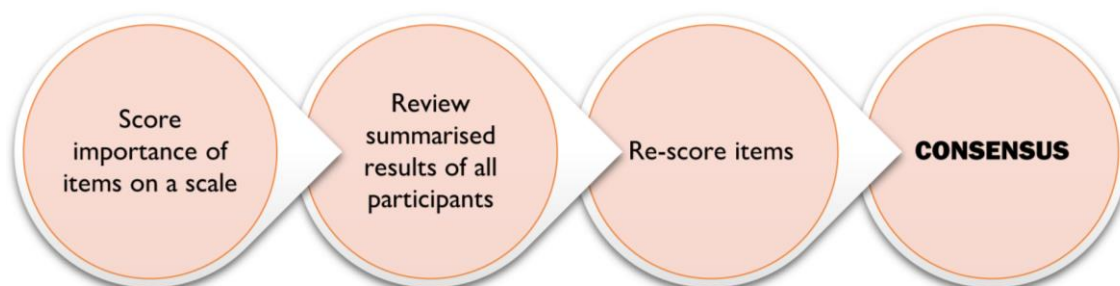 Score
importance of
items on a scale
Review
summarised
results of all
participants
Re-score items
CONSENSUS